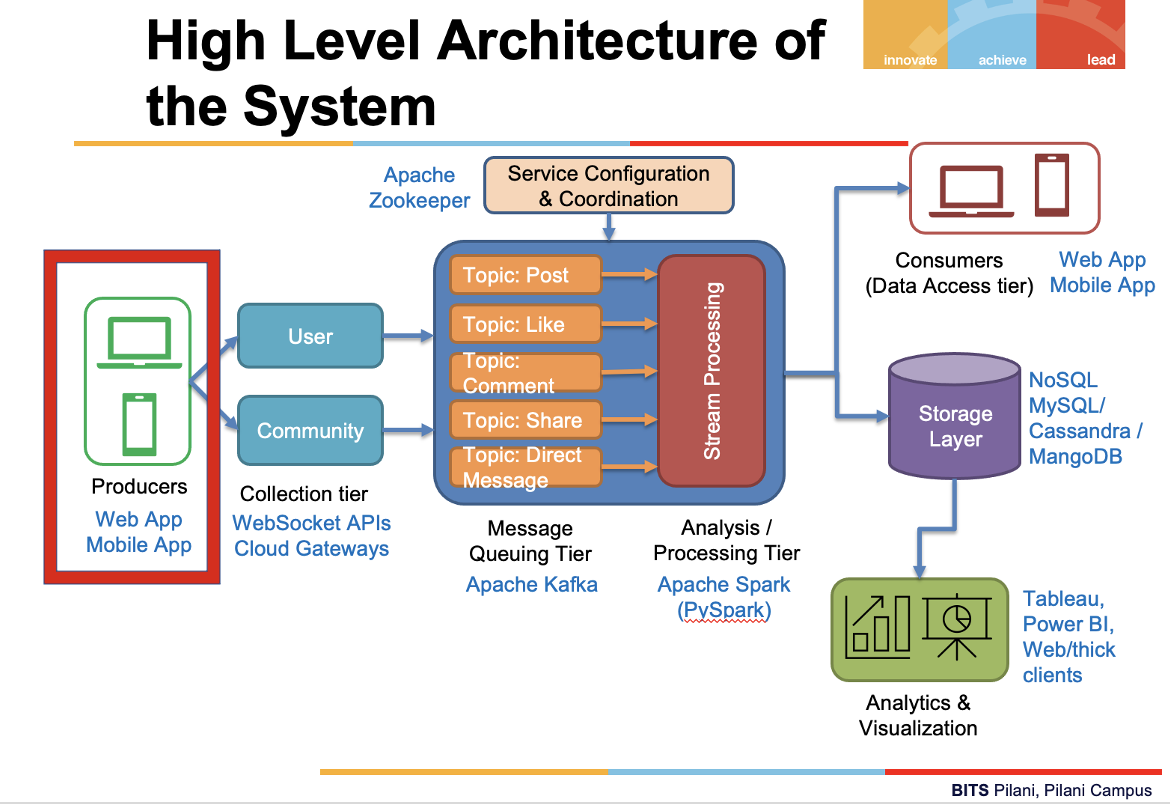 High Level Architecture of
the System
innovate
achieve
lead
Apache
Zookeeper
Service Configuration
& Coordination
Producers
Web App
Mobile App
User
Community
Collection tier
WebSocket APIs
Cloud Gateways
Topic: Post
Topic: Like
Topic:
Comment
Topic: Share
Topic: Direct
Message
Stream Processing
Message
Queuing Tier
Apache Kafka
Analysis /
Processing Tier
Apache Spark
(PySpark)
Consumers
(Data Access tier)
Web App
Mobile App
Storage
Layer
NoSQL
MySQL/
Cassandra /
MangoDB
Tableau,
Power BI,
Web/thick
clients
Analytics &
Visualization
BITS Pilani, Pilani Campus